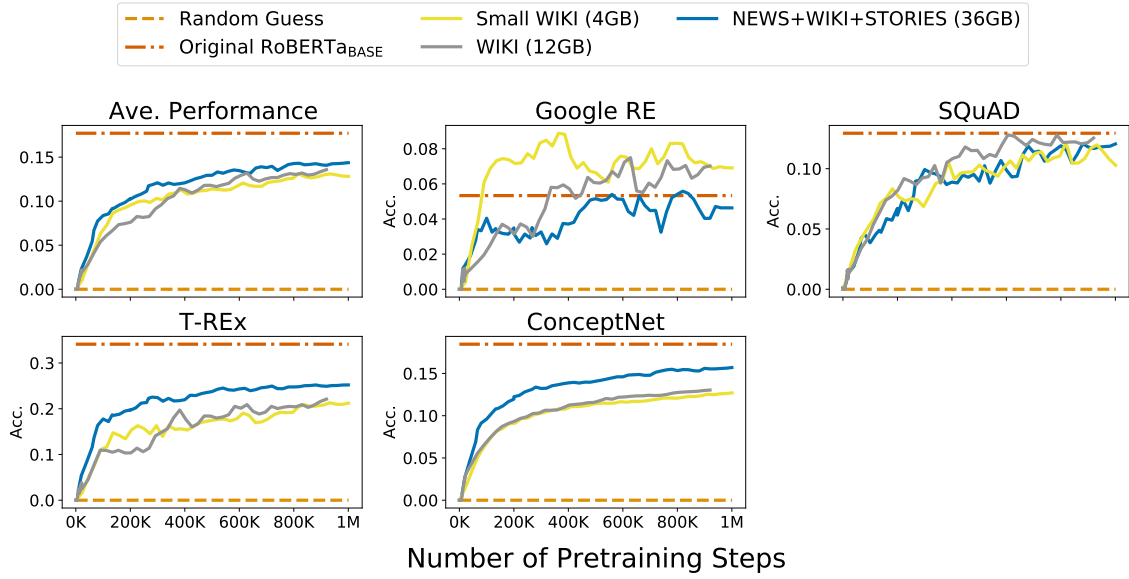 Random Guess
Original RoBERTaBASE
Small WIKI (4GB)
WIKI (12GB)
NEWS+WIKI+STORIES (36GB)
Ave. Performance
0.15
0.10
0.05
0.00
Google RE
Acc.
0.08
0.06
0.04
0.02
0.00
SQuAD
Acc.
0.10
0.05
0.00
T-REx
Acc.
0.3
0.2
0.1
0.0
0K 200K 400K 600K 800K 1M
ConceptNet
Acc.
0.15
0.10
0.05
0.00
0K 200K 400K 600K 800K 1M
Number of Pretraining Steps